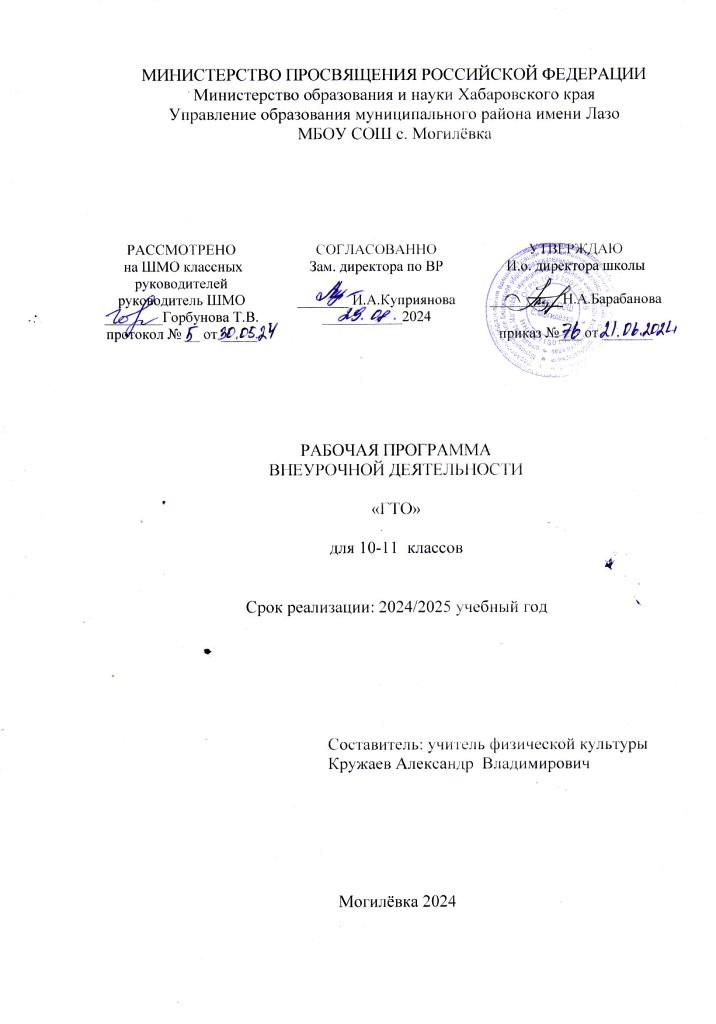 МИНИСТЕРСТВО ПРОСВЯЩЕНИЯ РОССИЙСКОЙ ФЕДЕРАЦИИ
Министерство образования и науки Хабаровского края
Управление образования муниципального района имени Лазо
МБОУ СОШ с. Могилёвка
РАССМОТРЕНО
на ШМО классных
руководителей
руководитель ШМО
Горбунова Т.В.
протокол № 5 от 30.05.24
СОГЛАСОВАННО
Зам. директора по ВР
И.А.Куприянова
2024
УТВЕРЖДАЮ
И.о. директора школы
Н.А.Барабанова
приказ № 76 от 21.06.2024
РАБОЧАЯ ПРОГРАММА
ВНЕУРОЧНОЙ ДЕЯТЕЛЬНОСТИ
«ГТО»
для 10-11 классов
Срок реализации: 2024/2025 учебный год
Составитель: учитель физической культуры
Кружаев Александр Владимирович
Могилёвка 2024